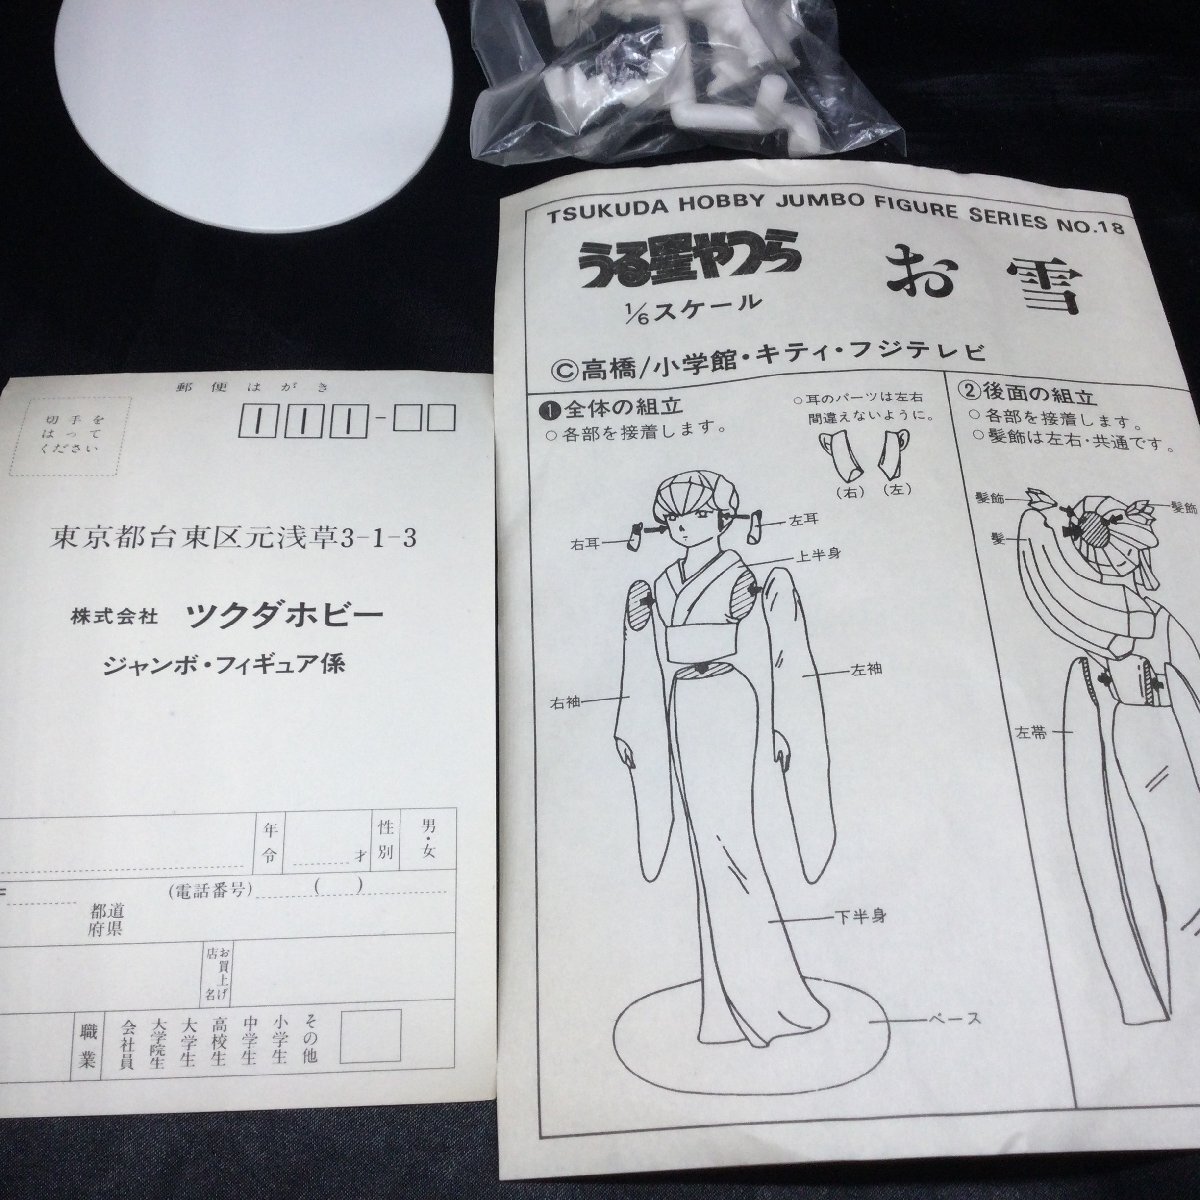 郵便はがき
切手を
はって
ください
111-
東京都台東区元浅草3-1-3
株式会社 ツクダホビー
ジャンボ・フィギュア係
年令
才
性別
男・女
(電話番号) ( )
都道
府県
お買上げ
店名
職業
会社員
大学院生
大学生
高校生
中学生
小学生
その他
TSUKUDA HOBBY JUMBO FIGURE SERIES NO.18
うる星やつら
お雪
1/6スケール
©高橋/小学館・キティ・フジテレビ
❶全体の組立
○各部を接着します。
○耳のパーツは左右
間違えないように。
(右) (左)
右耳
左耳
上半身
右袖
左袖
下半身
ベース
②後面の組立
○各部を接着します。
○髪飾は左右・共通です。
髪飾
髪飾
髪
左帯